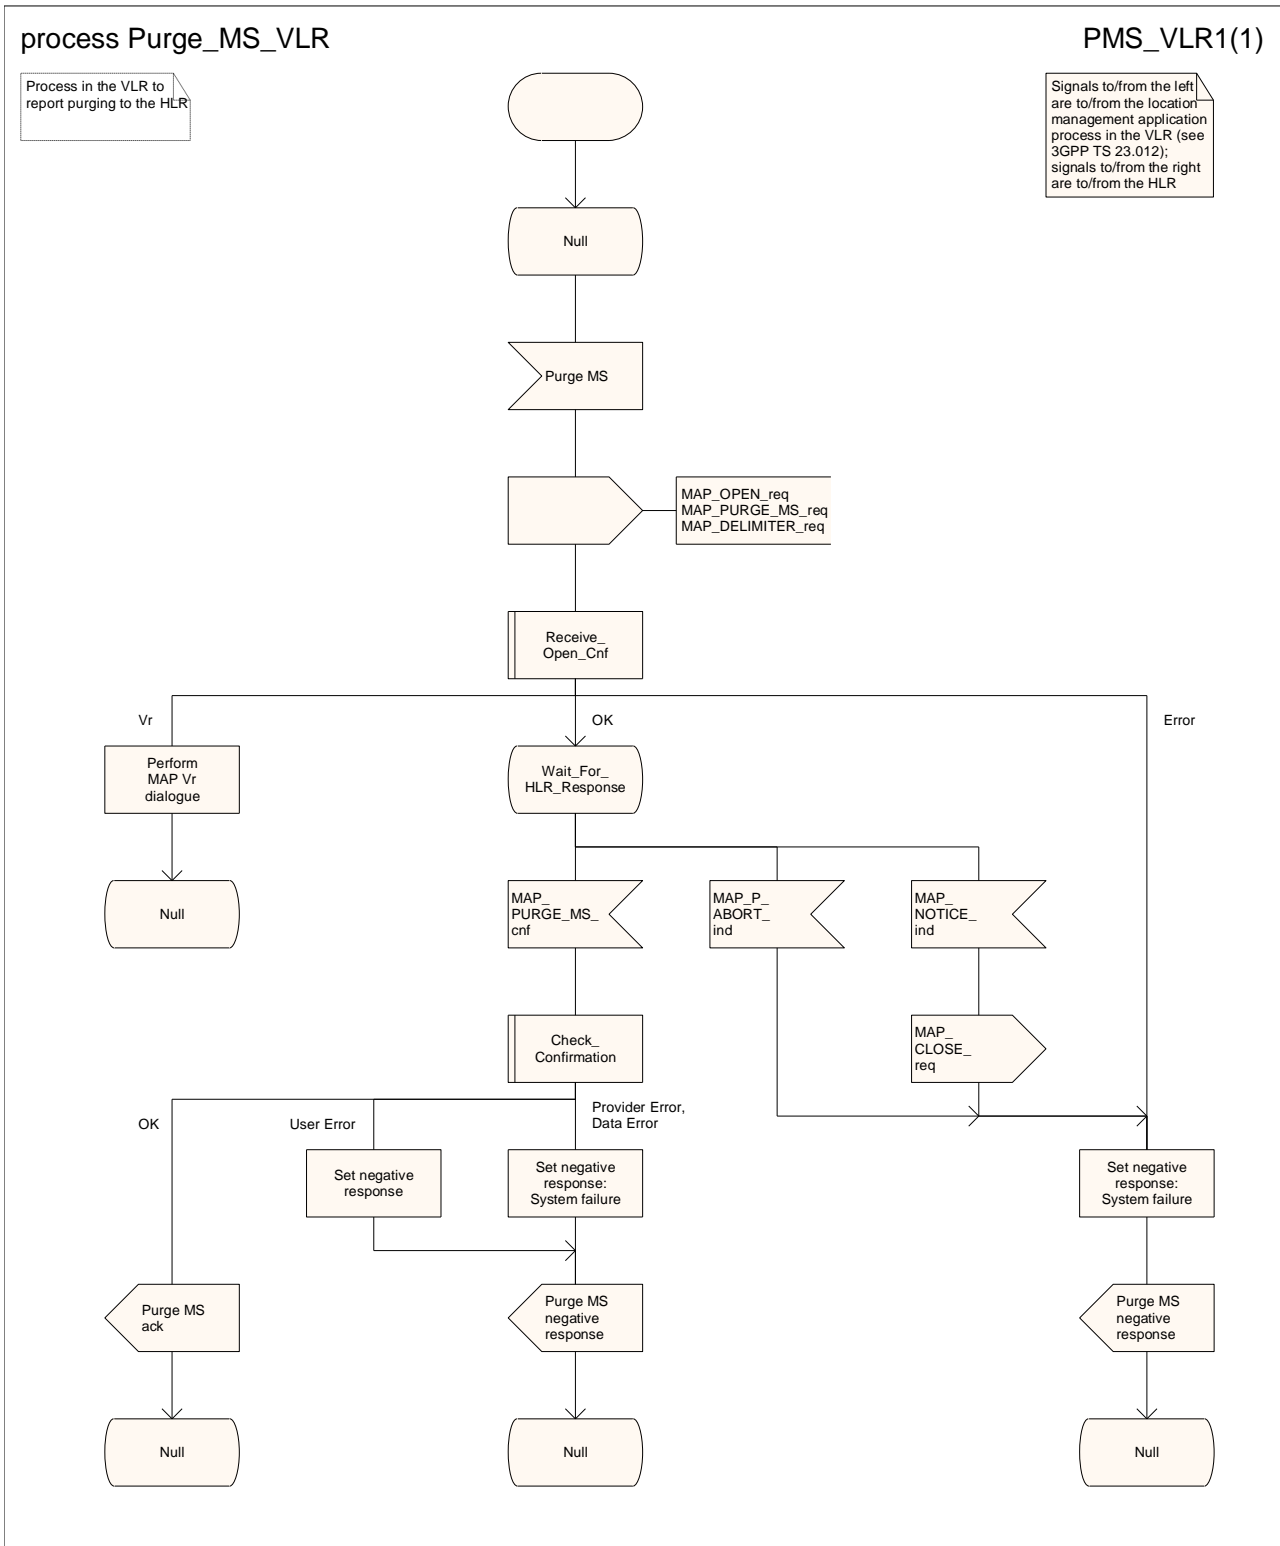 process Purge_MS_VLR
PMS_VLR1(1)
Process in the VLR to
report purging to the HLR
Signals to/from the left
are to/from the location
management application
process in the VLR (see
3GPP TS 23.012);
signals to/from the right
are to/from the HLR
Null
Purge MS
MAP_OPEN_req
MAP_PURGE_MS_req
MAP_DELIMITER_req
Receive_
Open_Cnf
Vr
OK
Error
Perform
MAP Vr
dialogue
Wait_For_
HLR_Response
Null
MAP_
PURGE_MS_
cnf
MAP_P_
ABORT_
ind
MAP_
NOTICE_
ind
Check_
Confirmation
MAP_
CLOSE_
req
OK
User Error
Provider Error,
Data Error
Set negative
response
Set negative
response:
System failure
Set negative
response:
System failure
Purge MS
ack
Purge MS
negative
response
Purge MS
negative
response
Null
Null
Null